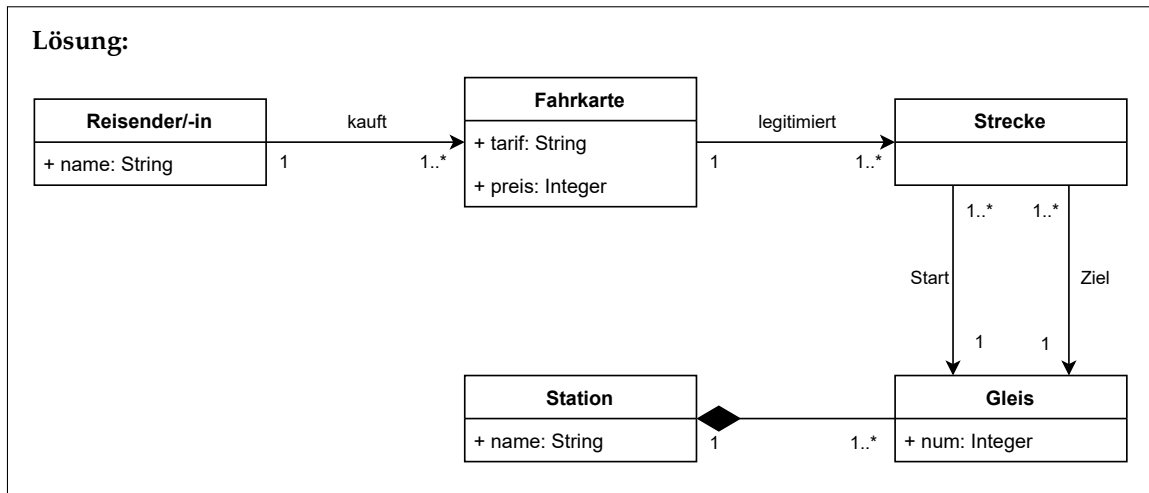 Lösung:
Reisender/-in
+ name: String
kauft
1
1..*
Fahrkarte
+ tarif: String
+ preis: Integer
legitimiert
1
1..*
Strecke
1..*
1..*
Start
Ziel
1
1
Station
+ name: String
1
1..*
Gleis
+ num: Integer